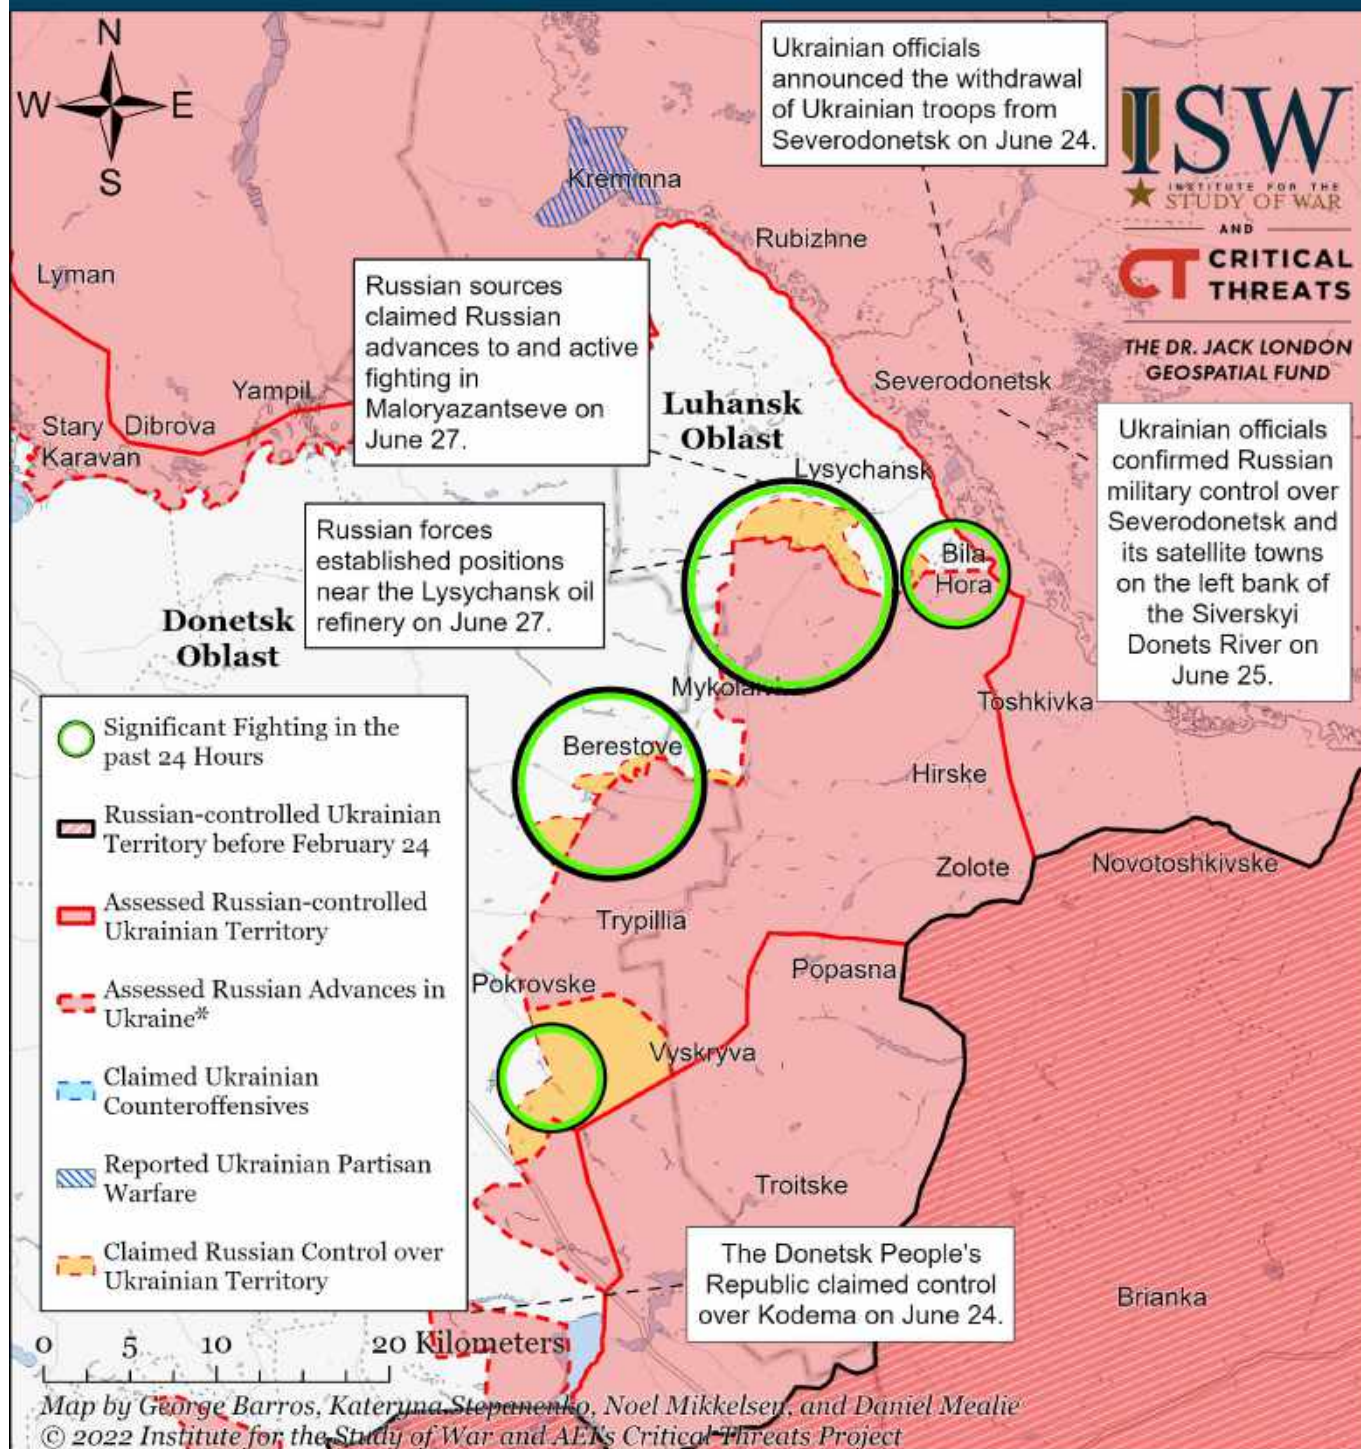 N
W
E
S
Ukrainian officials
announced the withdrawal
of Ukrainian troops from
Severodonetsk on June 24.
ISW
INSTITUTE FOR THE
STUDY OF WAR
AND
CT CRITICAL
THREATS
THE DR. JACK LONDON
GEOSPATIAL FUND
Kreminna
Rubizhne
Lyman
Russian sources
claimed Russian
advances to and active
fighting in
Maloryazantseve on
June 27.
Severodonetsk
Yampil
Stary
Karavan
Dibrova
Luhansk
Oblast
Ukrainian officials
confirmed Russian
military control over
Severodonetsk and
its satellite towns
on the left bank of
the Siverskyi
Donets River on
June 25.
Lysychansk
Russian forces
established positions
near the Lysychansk oil
refinery on June 27.
Bila
Hora
Donetsk
Oblast
Toshkivka
Berestove
Hirske
Significant Fighting in the
past 24 Hours
Russian-controlled Ukrainian
Territory before February 24
Assessed Russian-controlled
Ukrainian Territory
Assessed Russian Advances in
Ukraine*
Claimed Ukrainian
Counteroffensives
Reported Ukrainian Partisan
Warfare
Claimed Russian Control over
Ukrainian Territory
Zolote
Novotoshkivske
Trypillia
Popasna
Pokrovske
Vyskryva
Troitske
The Donetsk People's
Republic claimed control
over Kodema on June 24.
Brianka
0 5 10 20 Kilometers
Map by George Barros, Kateryna Stepanenko, Noel Mikkelsen, and Daniel Mealie
© 2022 Institute for the Study of War and AEI's Critical Threats Project